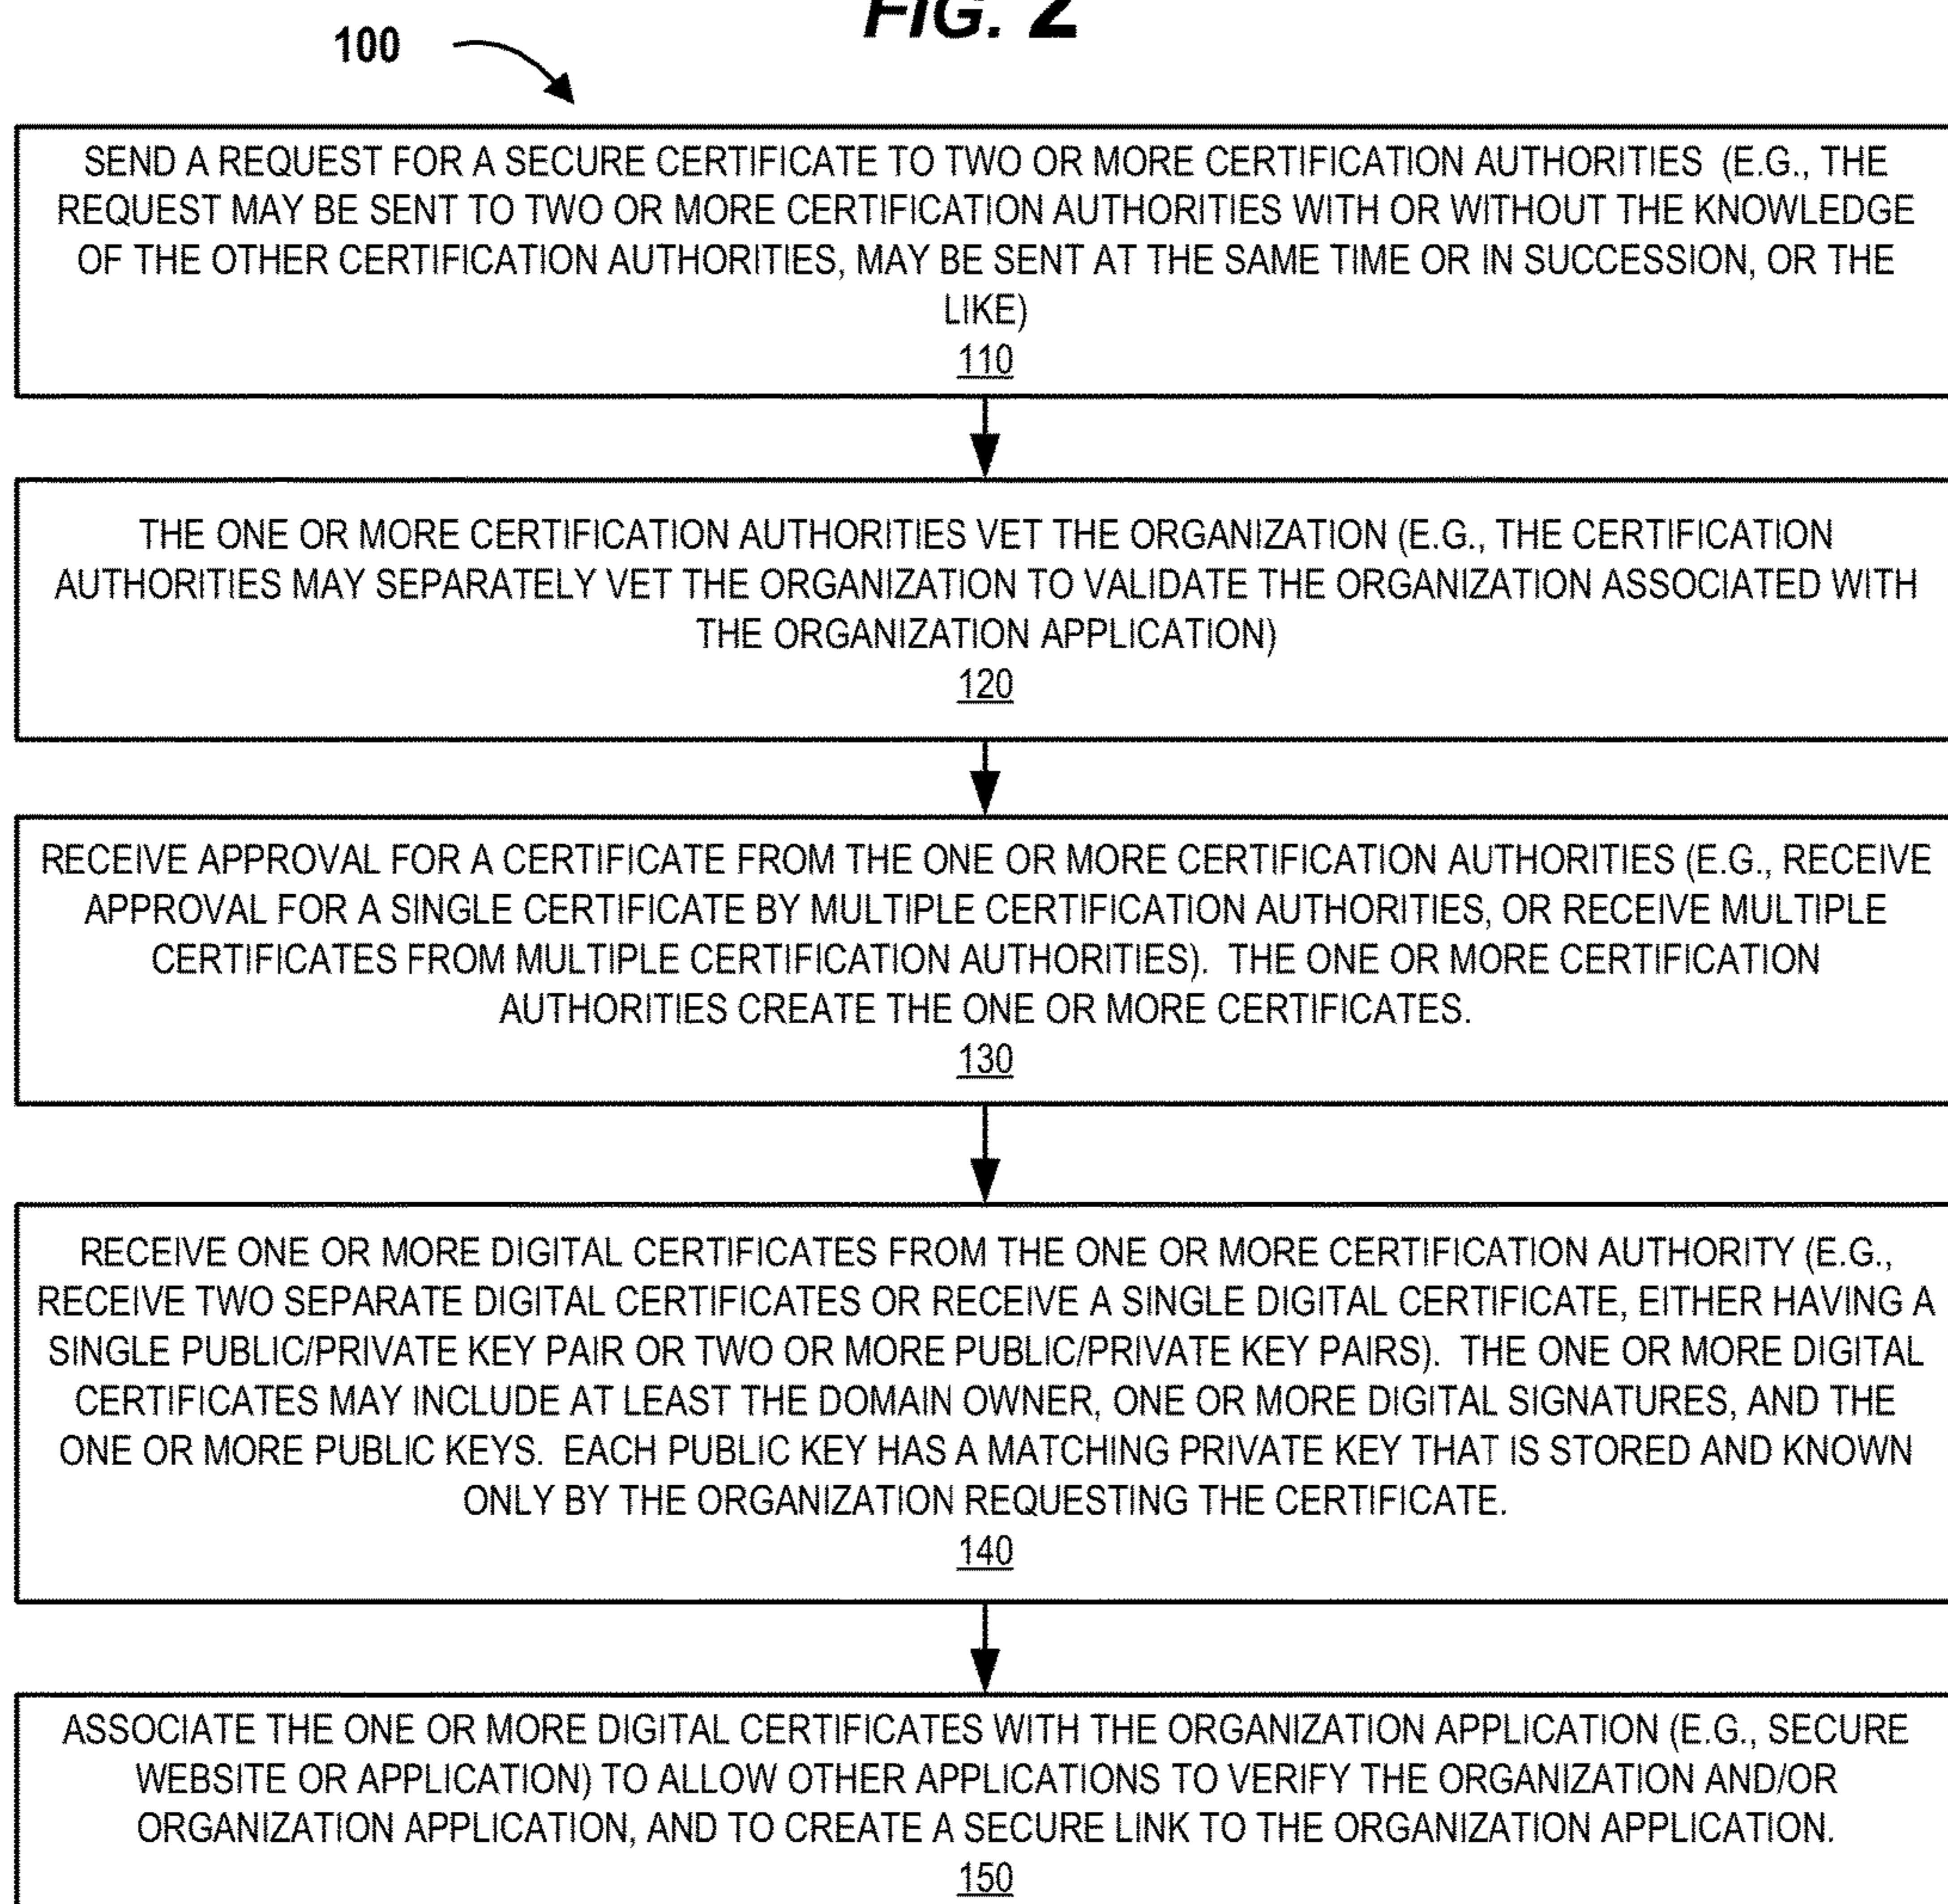 FIG. 2
100
SEND A REQUEST FOR A SECURE CERTIFICATE TO TWO OR MORE CERTIFICATION AUTHORITIES (E.G., THE
REQUEST MAY BE SENT TO TWO OR MORE CERTIFICATION AUTHORITIES WITH OR WITHOUT THE KNOWLEDGE
OF THE OTHER CERTIFICATION AUTHORITIES, MAY BE SENT AT THE SAME TIME OR IN SUCCESSION, OR THE
LIKE)
110
THE ONE OR MORE CERTIFICATION AUTHORITIES VET THE ORGANIZATION (E.G., THE CERTIFICATION
AUTHORITIES MAY SEPARATELY VET THE ORGANIZATION TO VALIDATE THE ORGANIZATION ASSOCIATED WITH
THE ORGANIZATION APPLICATION)
120
RECEIVE APPROVAL FOR A CERTIFICATE FROM THE ONE OR MORE CERTIFICATION AUTHORITIES (E.G., RECEIVE
APPROVAL FOR A SINGLE CERTIFICATE BY MULTIPLE CERTIFICATION AUTHORITIES, OR RECEIVE MULTIPLE
CERTIFICATES FROM MULTIPLE CERTIFICATION AUTHORITIES). THE ONE OR MORE CERTIFICATION
AUTHORITIES CREATE THE ONE OR MORE CERTIFICATES.
130
RECEIVE ONE OR MORE DIGITAL CERTIFICATES FROM THE ONE OR MORE CERTIFICATION AUTHORITY (E.G.,
RECEIVE TWO SEPARATE DIGITAL CERTIFICATES OR RECEIVE A SINGLE DIGITAL CERTIFICATE, EITHER HAVING A
SINGLE PUBLIC/PRIVATE KEY PAIR OR TWO OR MORE PUBLIC/PRIVATE KEY PAIRS). THE ONE OR MORE DIGITAL
CERTIFICATES MAY INCLUDE AT LEAST THE DOMAIN OWNER, ONE OR MORE DIGITAL SIGNATURES, AND THE
ONE OR MORE PUBLIC KEYS. EACH PUBLIC KEY HAS A MATCHING PRIVATE KEY THAT IS STORED AND KNOWN
ONLY BY THE ORGANIZATION REQUESTING THE CERTIFICATE.
140
ASSOCIATE THE ONE OR MORE DIGITAL CERTIFICATES WITH THE ORGANIZATION APPLICATION (E.G., SECURE
WEBSITE OR APPLICATION) TO ALLOW OTHER APPLICATIONS TO VERIFY THE ORGANIZATION AND/OR
ORGANIZATION APPLICATION, AND TO CREATE A SECURE LINK TO THE ORGANIZATION APPLICATION.
150